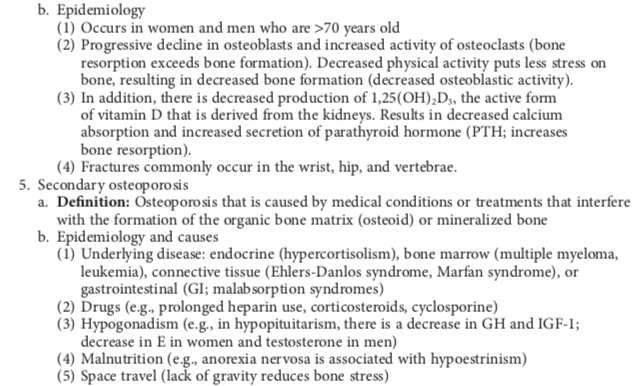 b. Epidemiology
(1) Occurs in women and men who are >70 years old
(2) Progressive decline in osteoblasts and increased activity of osteoclasts (bone
resorption exceeds bone formation). Decreased physical activity puts less stress on
bone, resulting in decreased bone formation (decreased osteoblastic activity).
(3) In addition, there is decreased production of 1,25(OH)₂D₃, the active form
of vitamin D that is derived from the kidneys. Results in decreased calcium
absorption and increased secretion of parathyroid hormone (PTH; increases
bone resorption).
(4) Fractures commonly occur in the wrist, hip, and vertebrae.
5. Secondary osteoporosis
a. Definition: Osteoporosis that is caused by medical conditions or treatments that interfere
with the formation of the organic bone matrix (osteoid) or mineralized bone
b. Epidemiology and causes
(1) Underlying disease: endocrine (hypercortisolism), bone marrow (multiple myeloma,
leukemia), connective tissue (Ehlers-Danlos syndrome, Marfan syndrome), or
gastrointestinal (GI; malabsorption syndromes)
(2) Drugs (e.g., prolonged heparin use, corticosteroids, cyclosporine)
(3) Hypogonadism (e.g., in hypopituitarism, there is a decrease in GH and IGF-1;
decrease in E in women and testosterone in men)
(4) Malnutrition (e.g., anorexia nervosa is associated with hypoestrinism)
(5) Space travel (lack of gravity reduces bone stress)